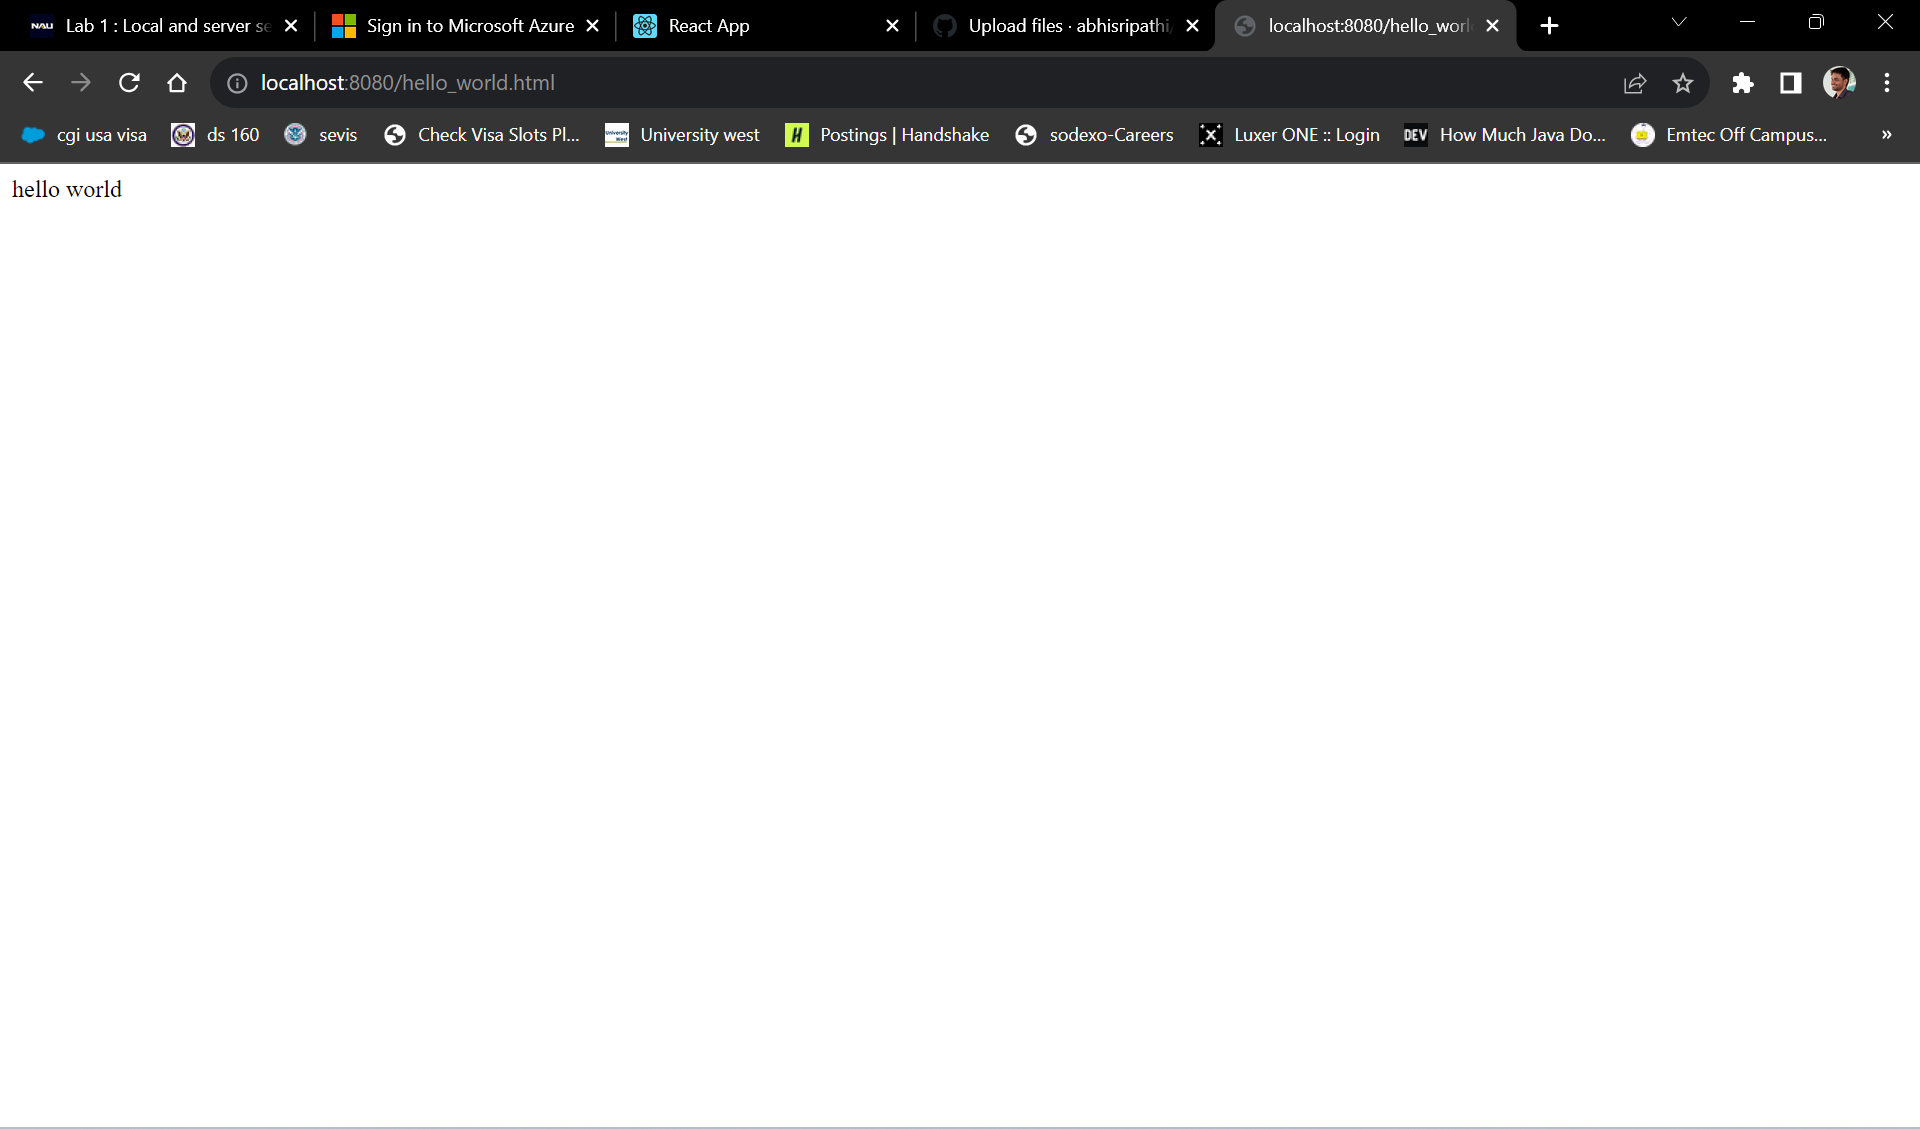 NAU Lab 1 : Local and server se
Sign in to Microsoft Azure
React App
Upload files · abhisripathi/
localhost:8080/hello_worl
localhost:8080/hello_world.html
cgi usa visa
ds 160
sevis
Check Visa Slots Pl...
University west
Postings | Handshake
sodexo-Careers
Luxer ONE :: Login
DEV How Much Java Do...
Emtec Off Campus...
»
hello world